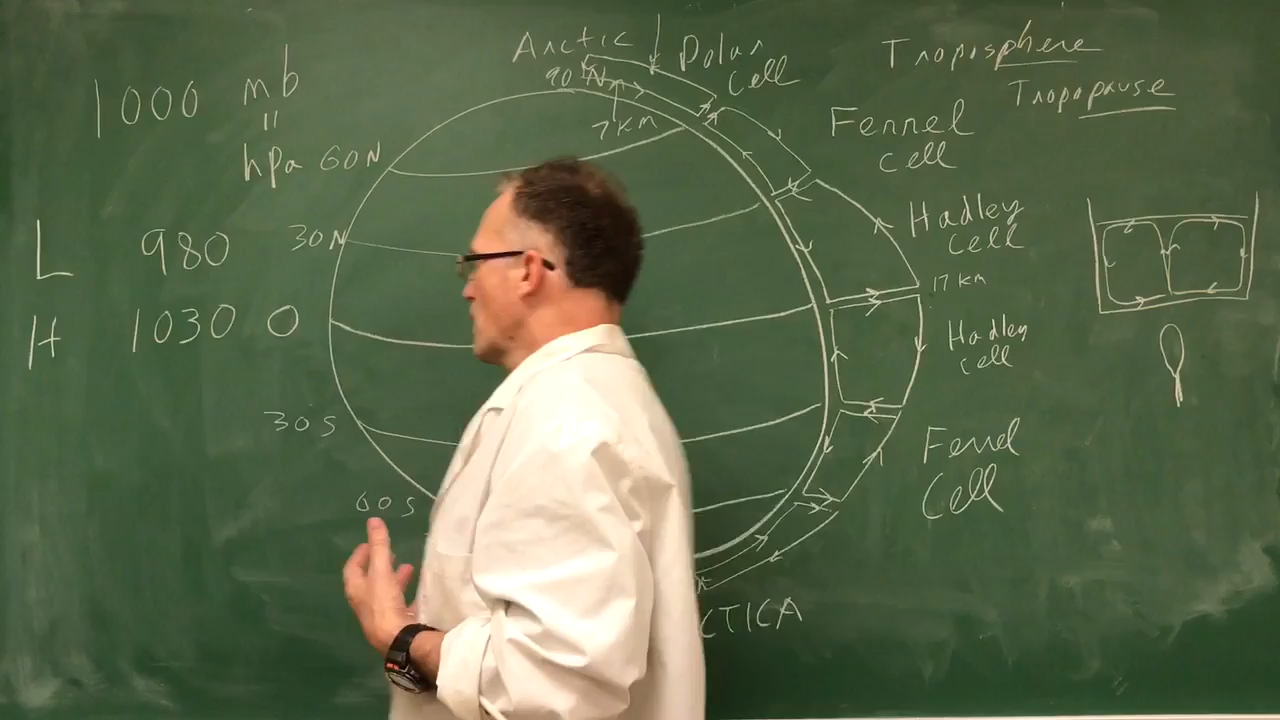 1000 mb
"
hpa
L 980
H 1030 0
Arctic
90 N
7 km
60N
30N
30S
60S
Polar
Cell
Ferrel
cell
Hadley
cell
17 km
Hadley
cell
Ferrel
Cell
CTICA
Troposphere
Tropopause